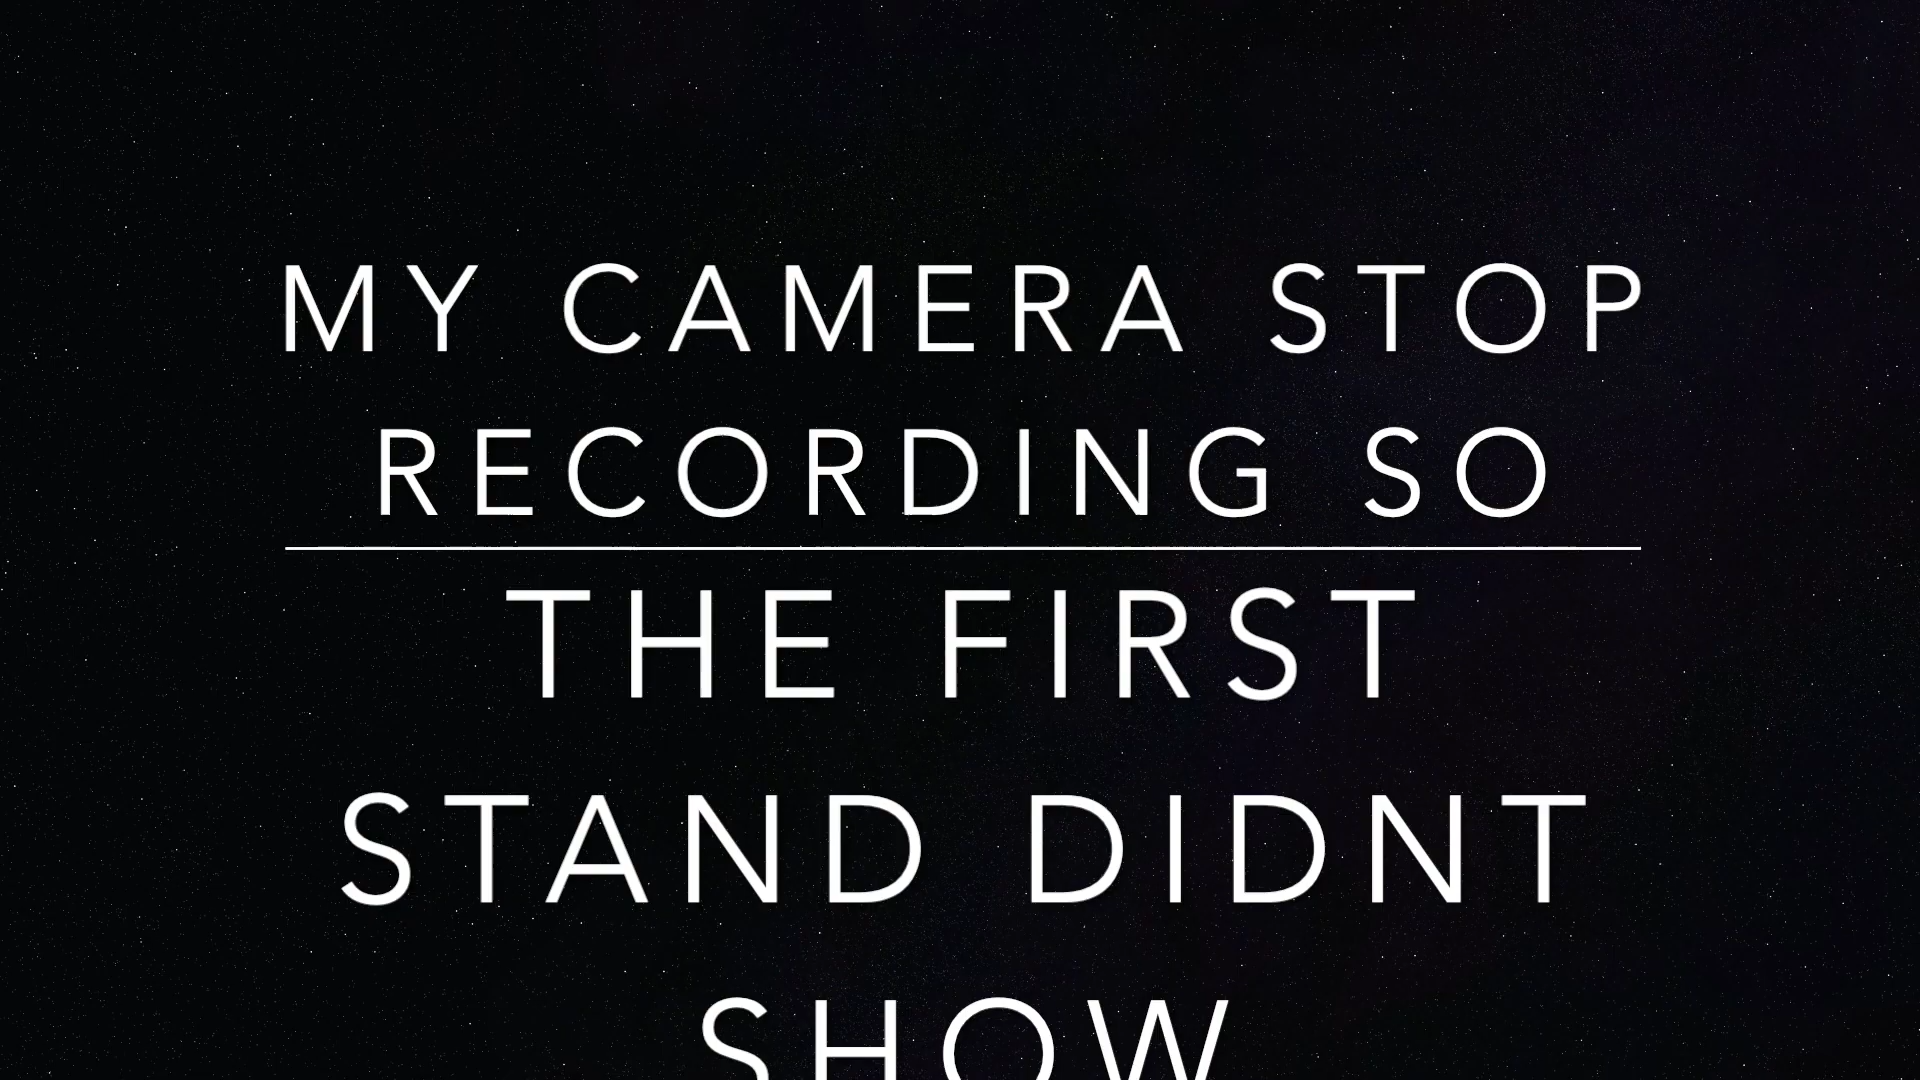 MY CAMERA STOP
RECORDING SO
THE FIRST
STAND DIDNT
SHOW